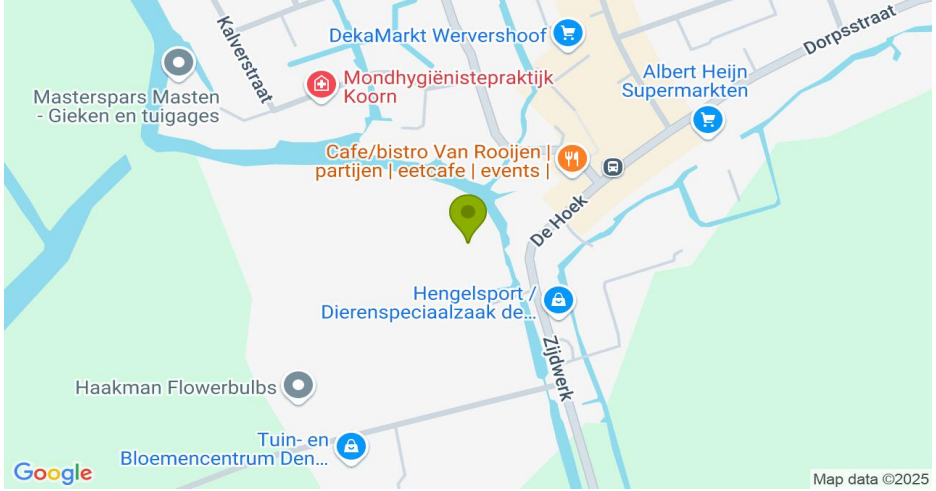 Kalverstraat
DekaMarkt Wervershoof
Dorpsstraat
Mondhygiënistepraktijk
Koorn
Albert Heijn
Supermarkten
Masterspars Masten
- Gieken en tuigages
Cafe/bistro Van Rooijen |
partijen | eetcafe | events |
De Hoek
Hengelsport /
Dierenspeciaalzaak de...
Zijdwerk
Haakman Flowerbulbs
Tuin- en
Bloemencentrum Den...
Google
Map data ©2025